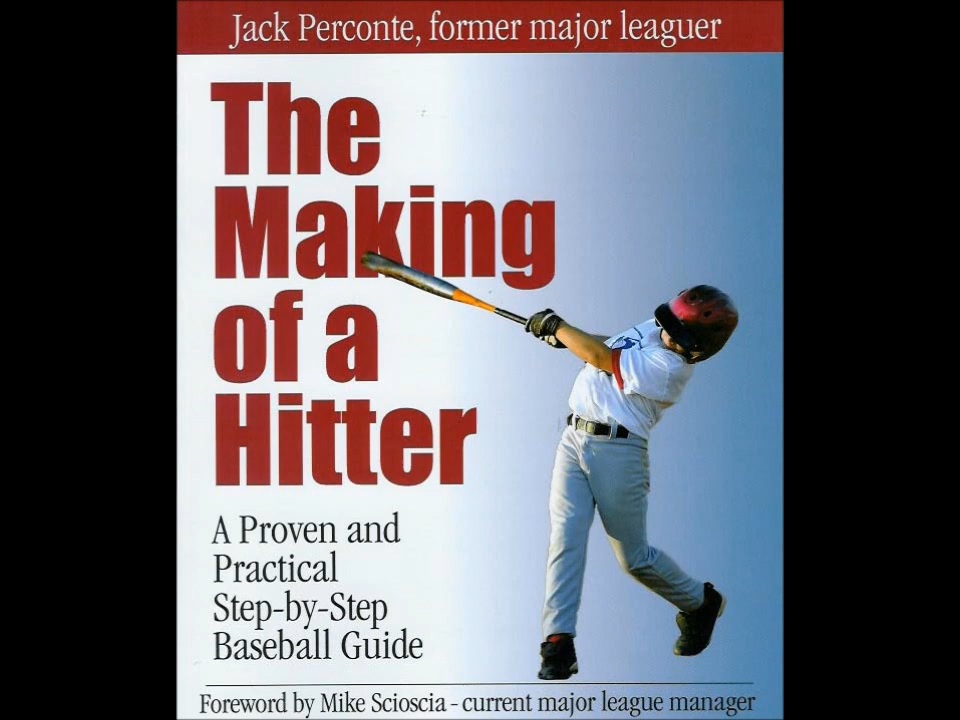 Jack Perconte, former major leaguer
The
Making
of a
Hitter
A Proven and
Practical
Step-by-Step
Baseball Guide
Foreword by Mike Scioscia - current major league manager